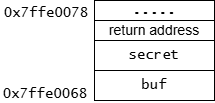 0x7ffe0078
.....
return address
secret
0x7ffe0068
buf